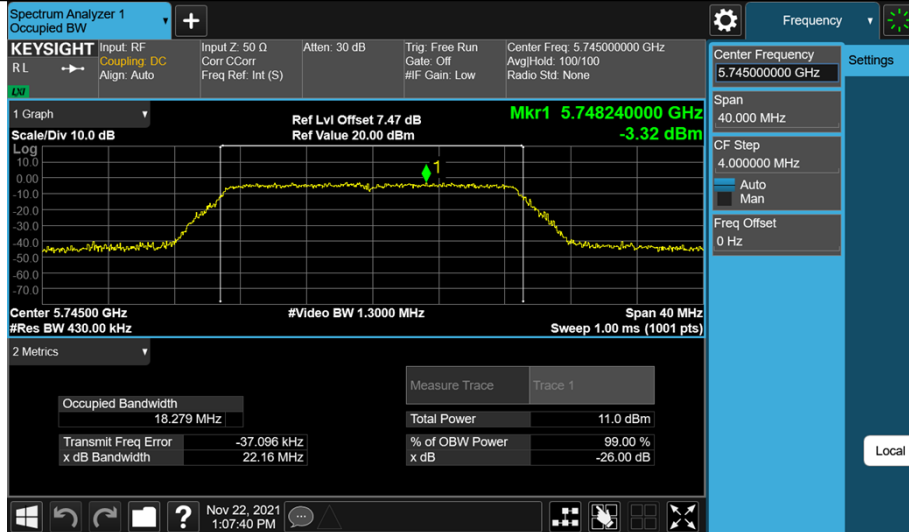 Spectrum Analyzer 1
Occupied BW
Frequency
KEYSIGHT
Input: RF
Coupling: DC
Align: Auto
Input Z: 50 Ω
Corr CCorr
Freq Ref: Int (S)
Atten: 30 dB
Trig: Free Run
Gate: Off
#IF Gain: Low
Center Freq: 5.745000000 GHz
Avg|Hold: 100/100
Radio Std: None
RL
LXI
Center Frequency
5.745000000 GHz
Settings
Span
40.000 MHz
CF Step
4.000000 MHz
Auto
Man
Freq Offset
0 Hz
Local
1 Graph
Scale/Div 10.0 dB
Ref Lvl Offset 7.47 dB
Ref Value 20.00 dBm
Mkr1 5.748240000 GHz
-3.32 dBm
Log
10.0
0.00
-10.0
-20.0
-30.0
-40.0
-50.0
-60.0
-70.0
1
Center 5.74500 GHz
#Res BW 430.00 kHz
#Video BW 1.3000 MHz
Span 40 MHz
Sweep 1.00 ms (1001 pts)
2 Metrics
Measure Trace
Trace 1
Occupied Bandwidth
18.279 MHz
Total Power
11.0 dBm
Transmit Freq Error
-37.096 kHz
% of OBW Power
99.00 %
x dB Bandwidth
22.16 MHz
x dB
-26.00 dB
?
Nov 22, 2021
1:07:40 PM